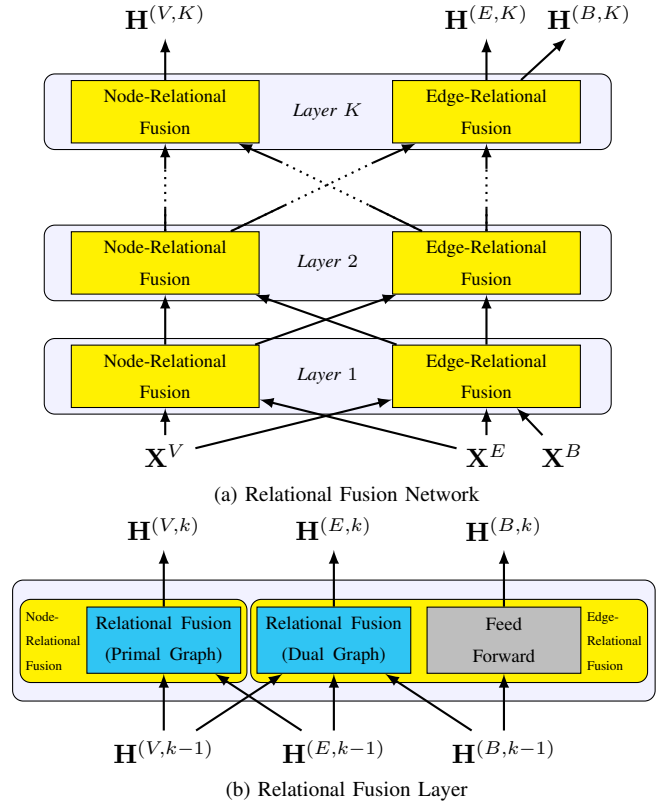 H^(V,K) H^(E,K) H^(B,K)
Node-Relational Fusion Layer K Edge-Relational Fusion
Node-Relational Fusion Layer 2 Edge-Relational Fusion
Node-Relational Fusion Layer 1 Edge-Relational Fusion
X^V X^E X^B
(a) Relational Fusion Network
H^(V,k) H^(E,k) H^(B,k)
Node-Relational Fusion
Relational Fusion (Primal Graph)
Relational Fusion (Dual Graph)
Feed Forward
Edge-Relational Fusion
H^(V,k−1) H^(E,k−1) H^(B,k−1)
(b) Relational Fusion Layer